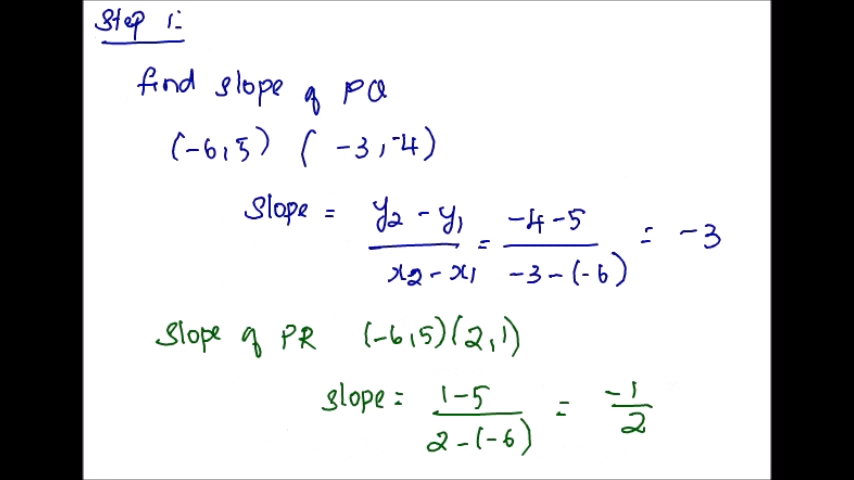 Step 1:
find slope of PQ
(-6,5) ( -3,-4)
slope = y₂ - y₁ / x₂ - x₁ = -4-5 / -3-(-6) = -3
slope of PR (-6,5)(2,1)
slope = 1-5 / 2-(-6) = -1/2